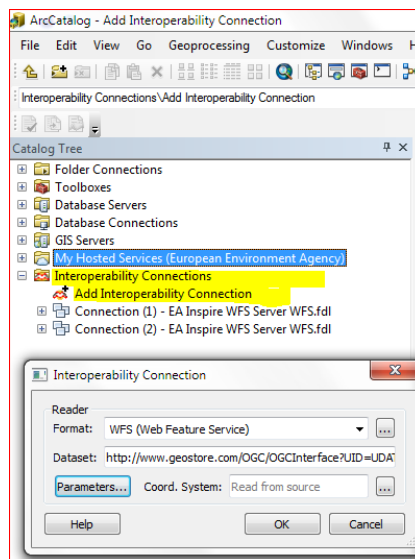 ArcCatalog - Add Interoperability Connection
File Edit View Go Geoprocessing Customize Windows H
Interoperability Connections\Add Interoperability Connection
Catalog Tree
Folder Connections
Toolboxes
Database Servers
Database Connections
GIS Servers
My Hosted Services (European Environment Agency)
Interoperability Connections
Add Interoperability Connection
Connection (1) - EA Inspire WFS Server WFS.fdl
Connection (2) - EA Inspire WFS Server WFS.fdl
Interoperability Connection
Reader
Format: WFS (Web Feature Service) ...
Dataset: http://www.geostore.com/OGC/OGCInterface?UID=UDAT
Parameters... Coord. System: Read from source ...
Help OK Cancel